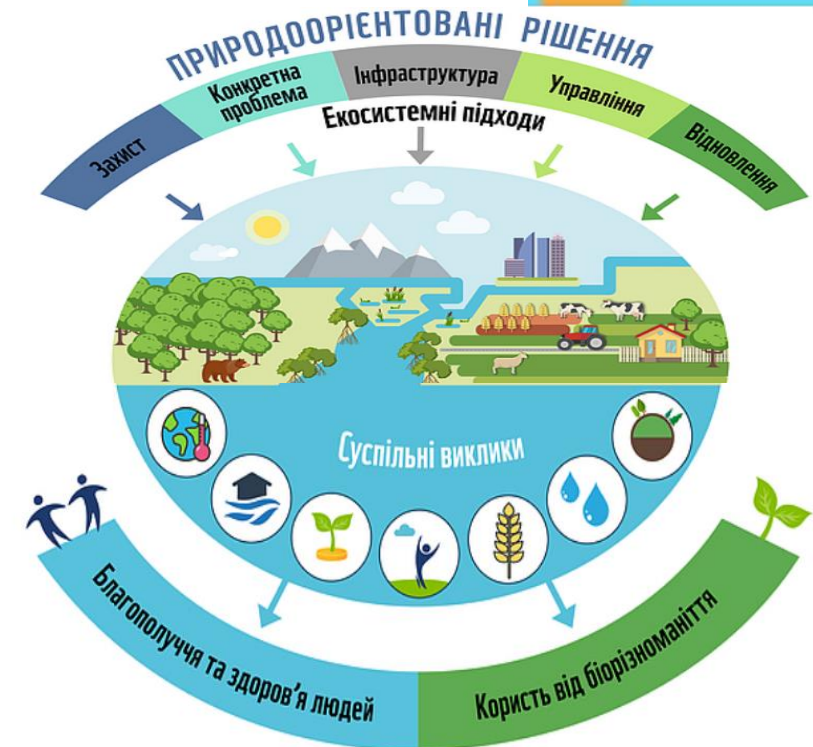 ПРИРОДООРІЄНТОВАНІ РІШЕННЯ
Захист
Конкретна
проблема
Інфраструктура
Управління
Відновлення
Екосистемні підходи
Суспільні виклики
Благополуччя та здоров'я людей
Користь від біорізноманіття